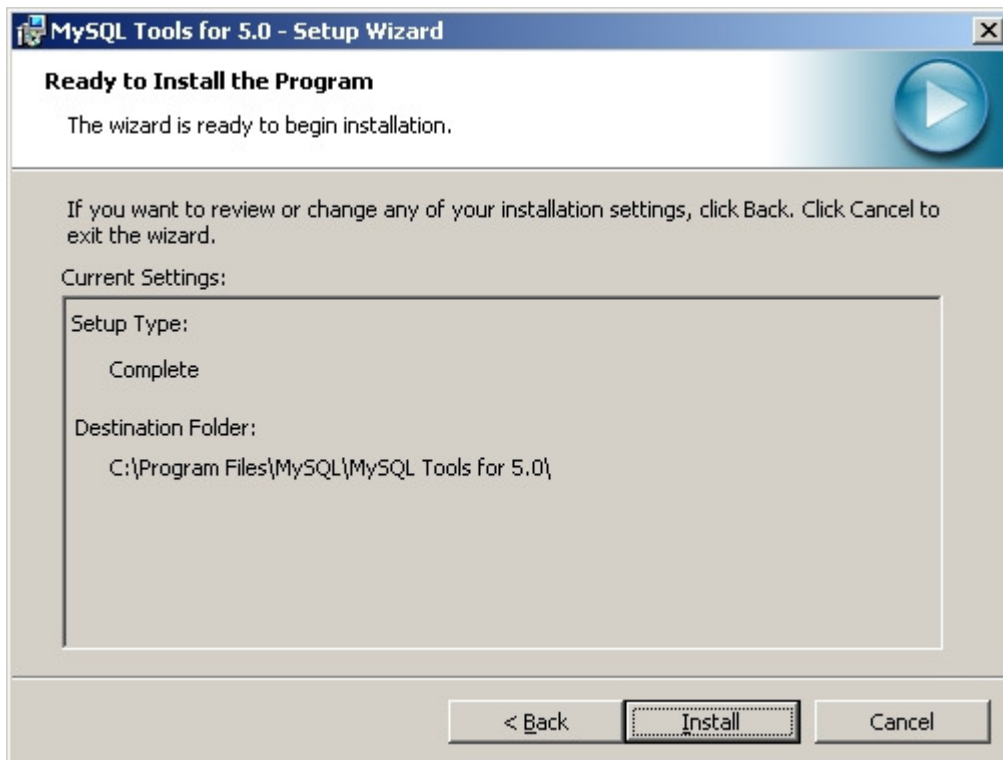 MySQL Tools for 5.0 - Setup Wizard
Ready to Install the Program
The wizard is ready to begin installation.
If you want to review or change any of your installation settings, click Back. Click Cancel to
exit the wizard.
Current Settings:
Setup Type:
Complete
Destination Folder:
C:\Program Files\MySQL\MySQL Tools for 5.0\
< Back
Install
Cancel